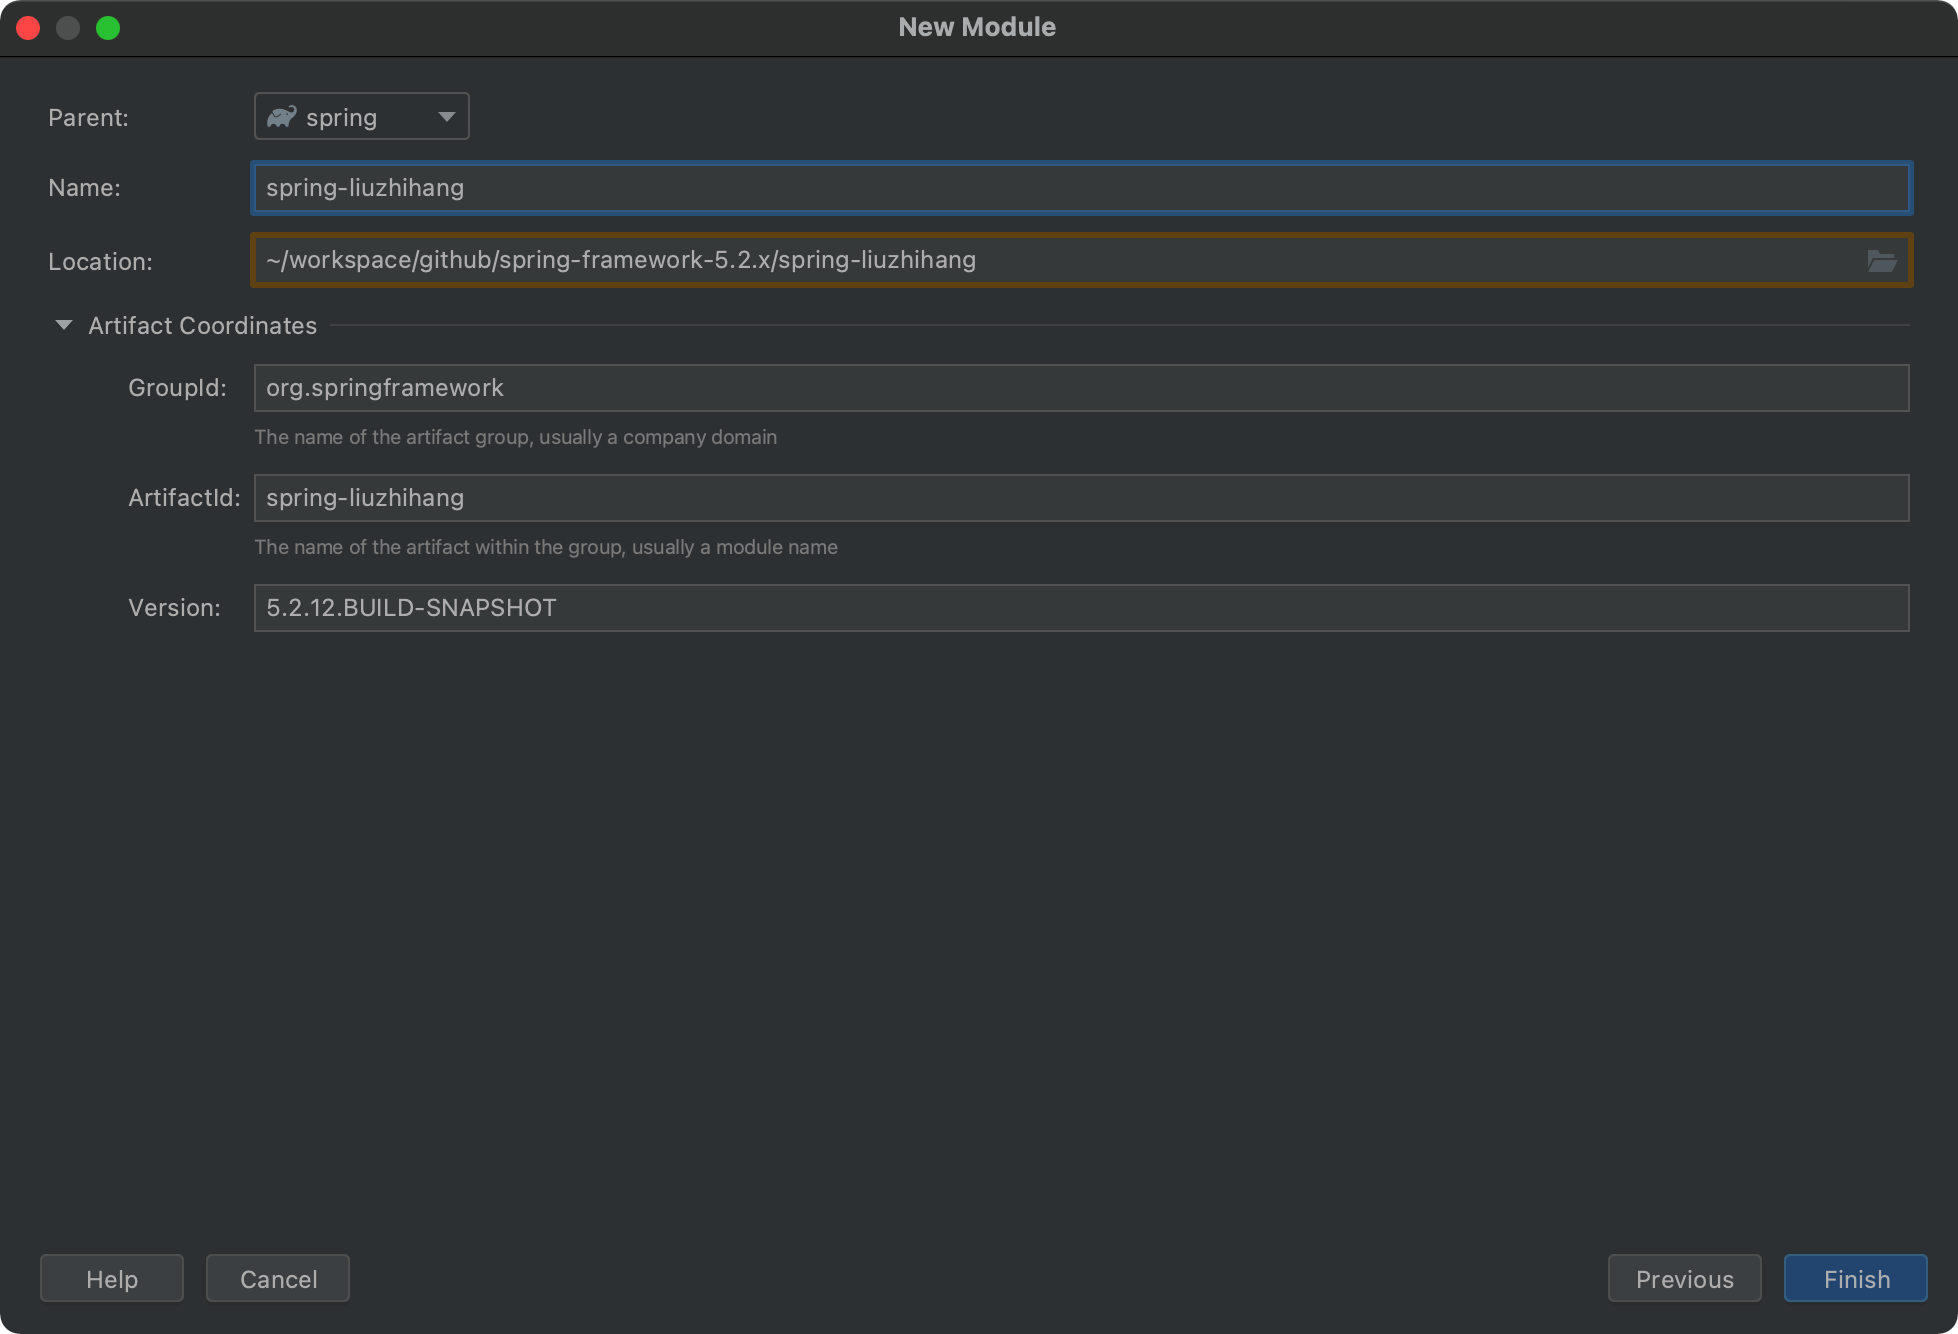 New Module
Parent: spring
Name: spring-liuzhihang
Location: ~/workspace/github/spring-framework-5.2.x/spring-liuzhihang
Artifact Coordinates
GroupId: org.springframework
The name of the artifact group, usually a company domain
ArtifactId: spring-liuzhihang
The name of the artifact within the group, usually a module name
Version: 5.2.12.BUILD-SNAPSHOT
Help Cancel Previous Finish